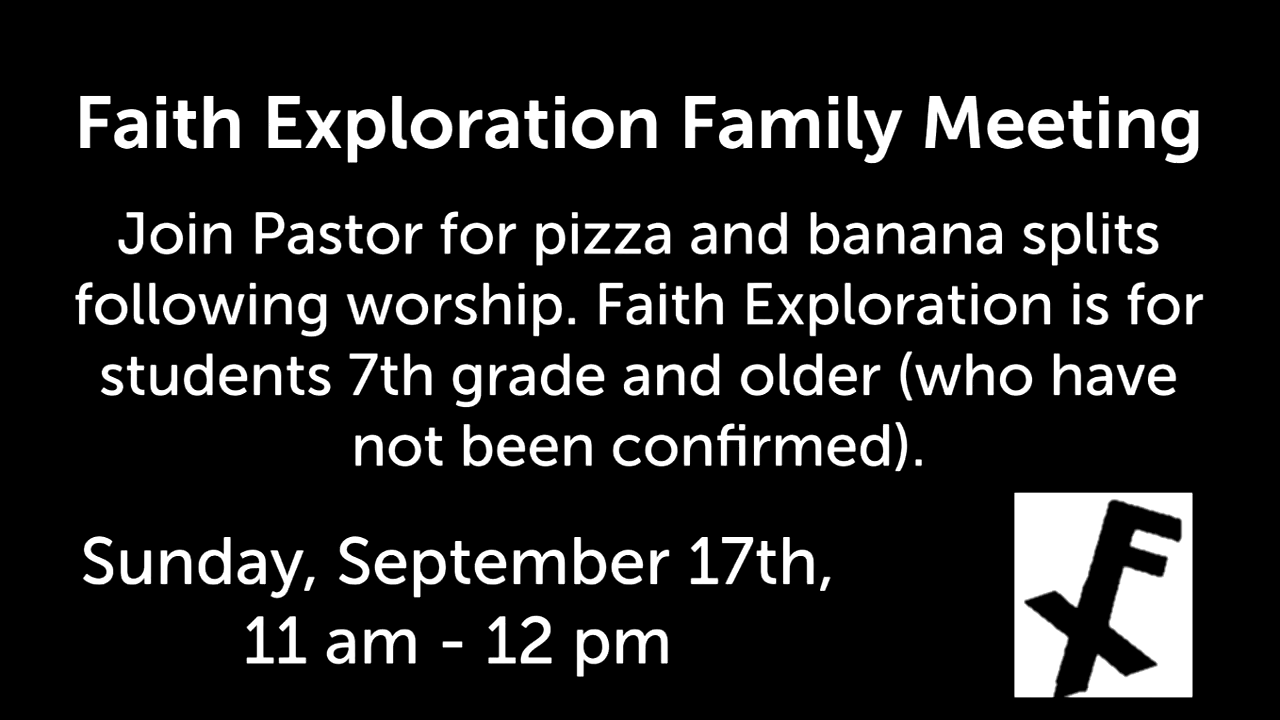 Faith Exploration Family Meeting
Join Pastor for pizza and banana splits
following worship. Faith Exploration is for
students 7th grade and older (who have
not been confirmed).
Sunday, September 17th,
11 am - 12 pm
FX